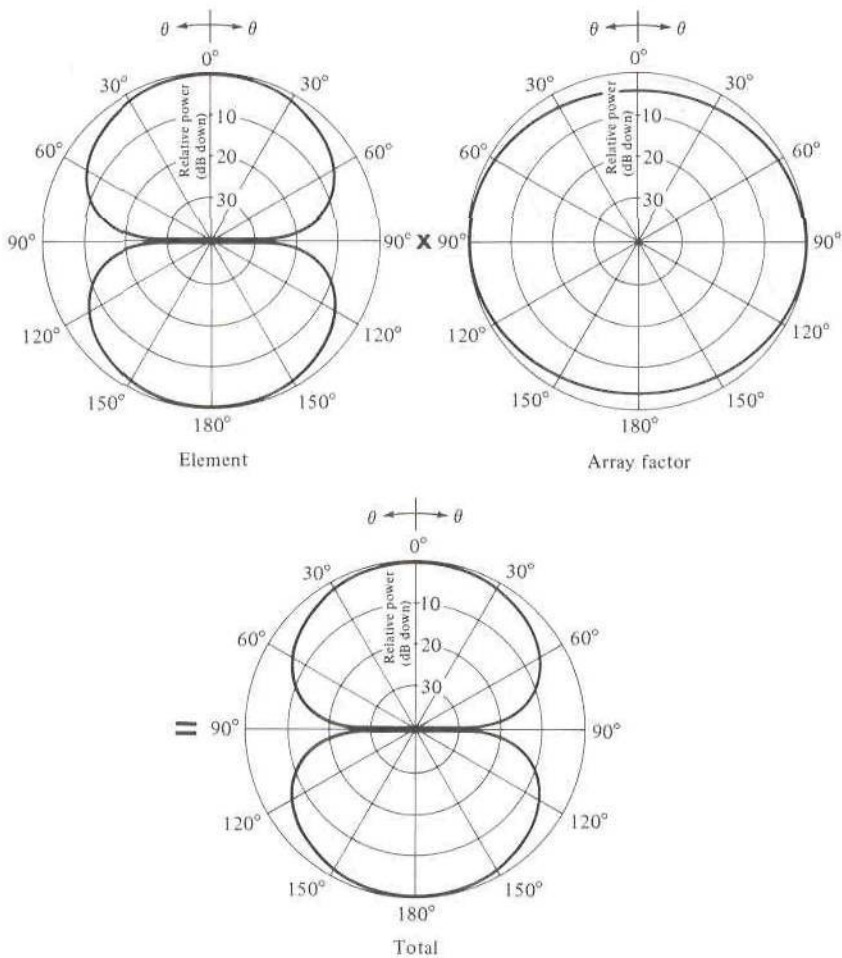 θ θ
0°
30° 30°
60° 60°
90° 90°
120° 120°
150° 150°
180°
Relative power
(dB down)
10
20
30
Element
x
θ θ
0°
30° 30°
60° 60°
90° 90°
120° 120°
150° 150°
180°
Relative power
(dB down)
10
20
30
Array factor
=
θ θ
0°
30° 30°
60° 60°
90° 90°
120° 120°
150° 150°
180°
Relative power
(dB down)
10
20
30
Total